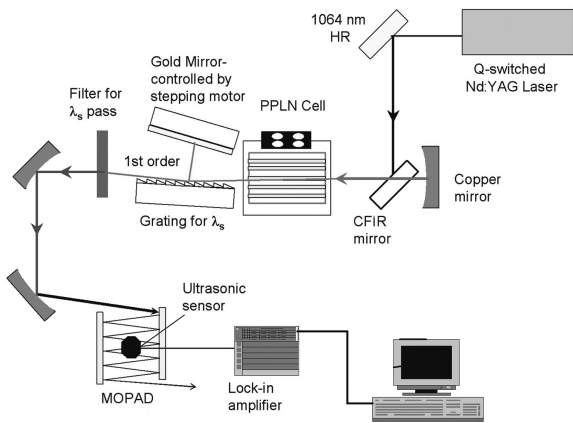 1064 nm
HR
Q-switched
Nd:YAG Laser
Gold Mirror-
controlled by
stepping motor
Filter for
λs pass
PPLN Cell
1st order
Copper
mirror
Grating for λs
CFIR
mirror
Ultrasonic
sensor
MOPAD
Lock-in
amplifier